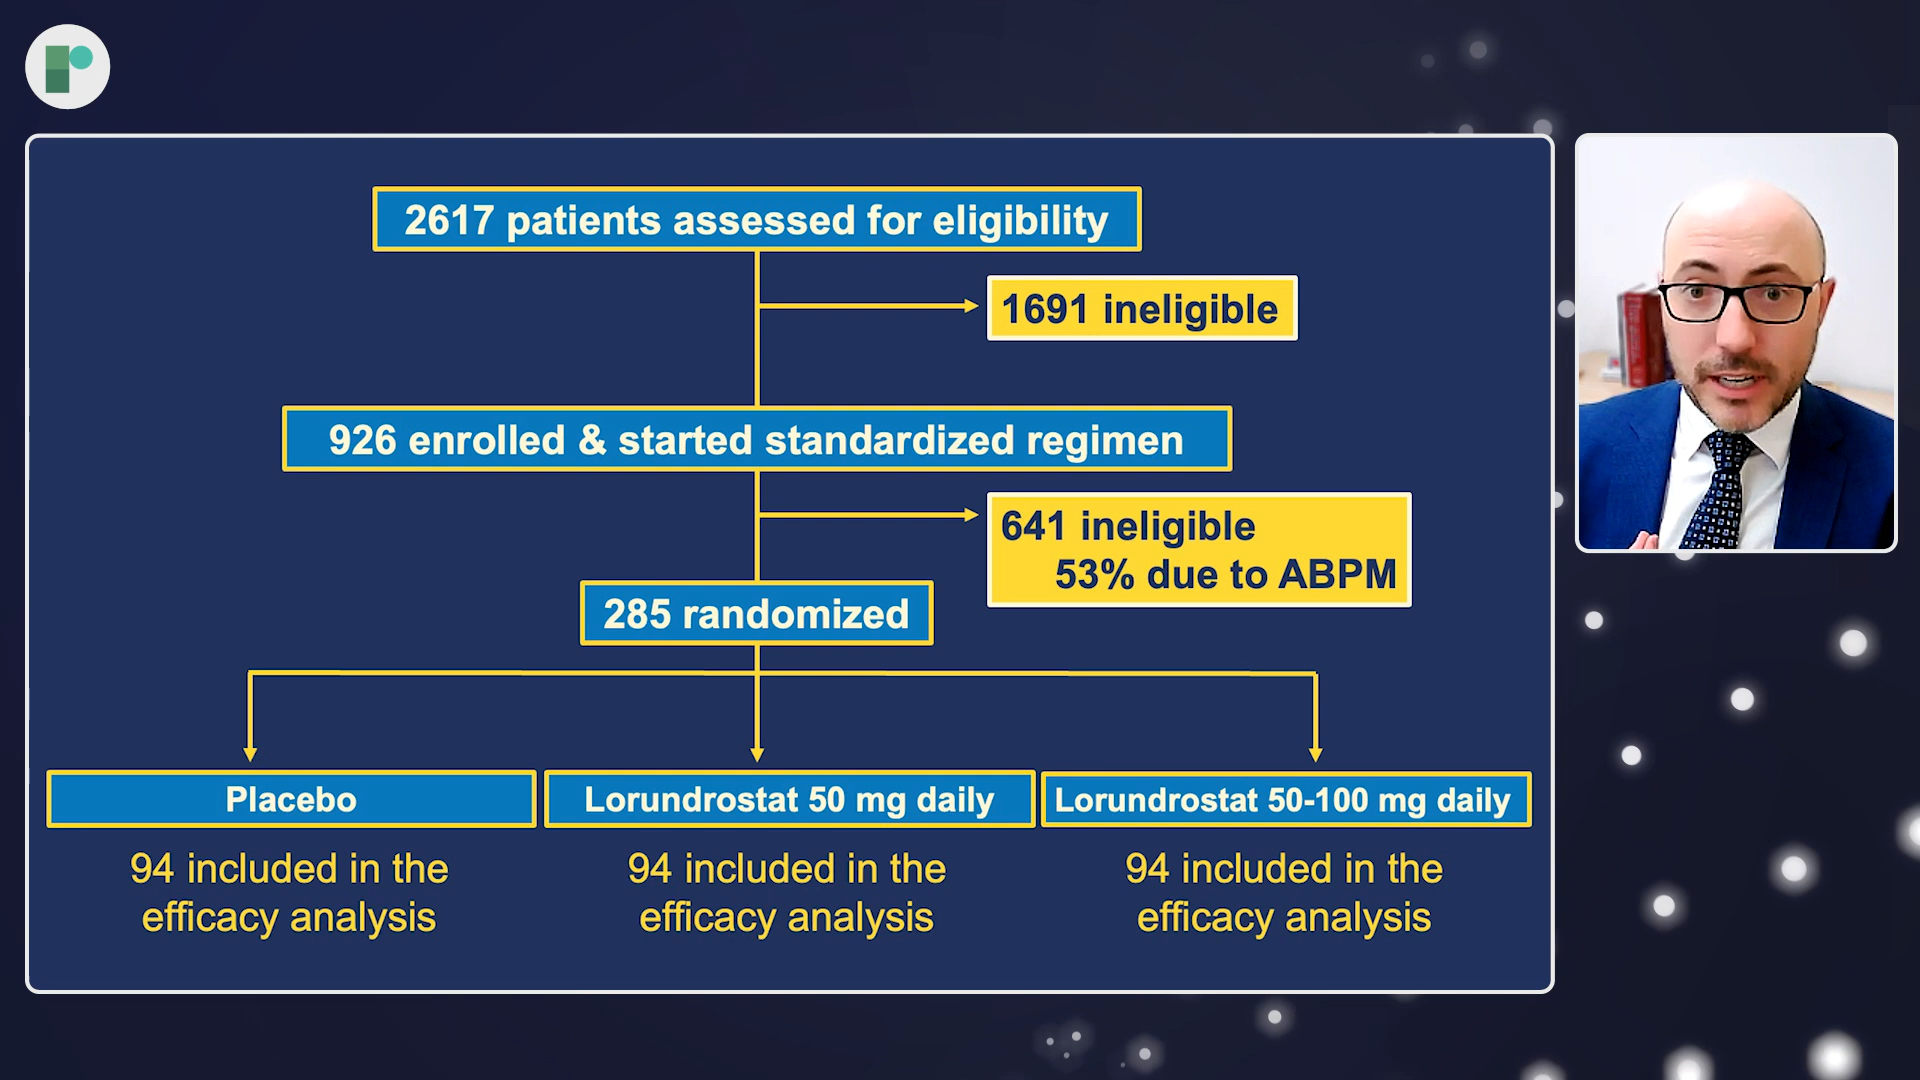 2617 patients assessed for eligibility
1691 ineligible
926 enrolled & started standardized regimen
641 ineligible
53% due to ABPM
285 randomized
Placebo
Lorundrostat 50 mg daily
Lorundrostat 50-100 mg daily
94 included in the
efficacy analysis
94 included in the
efficacy analysis
94 included in the
efficacy analysis